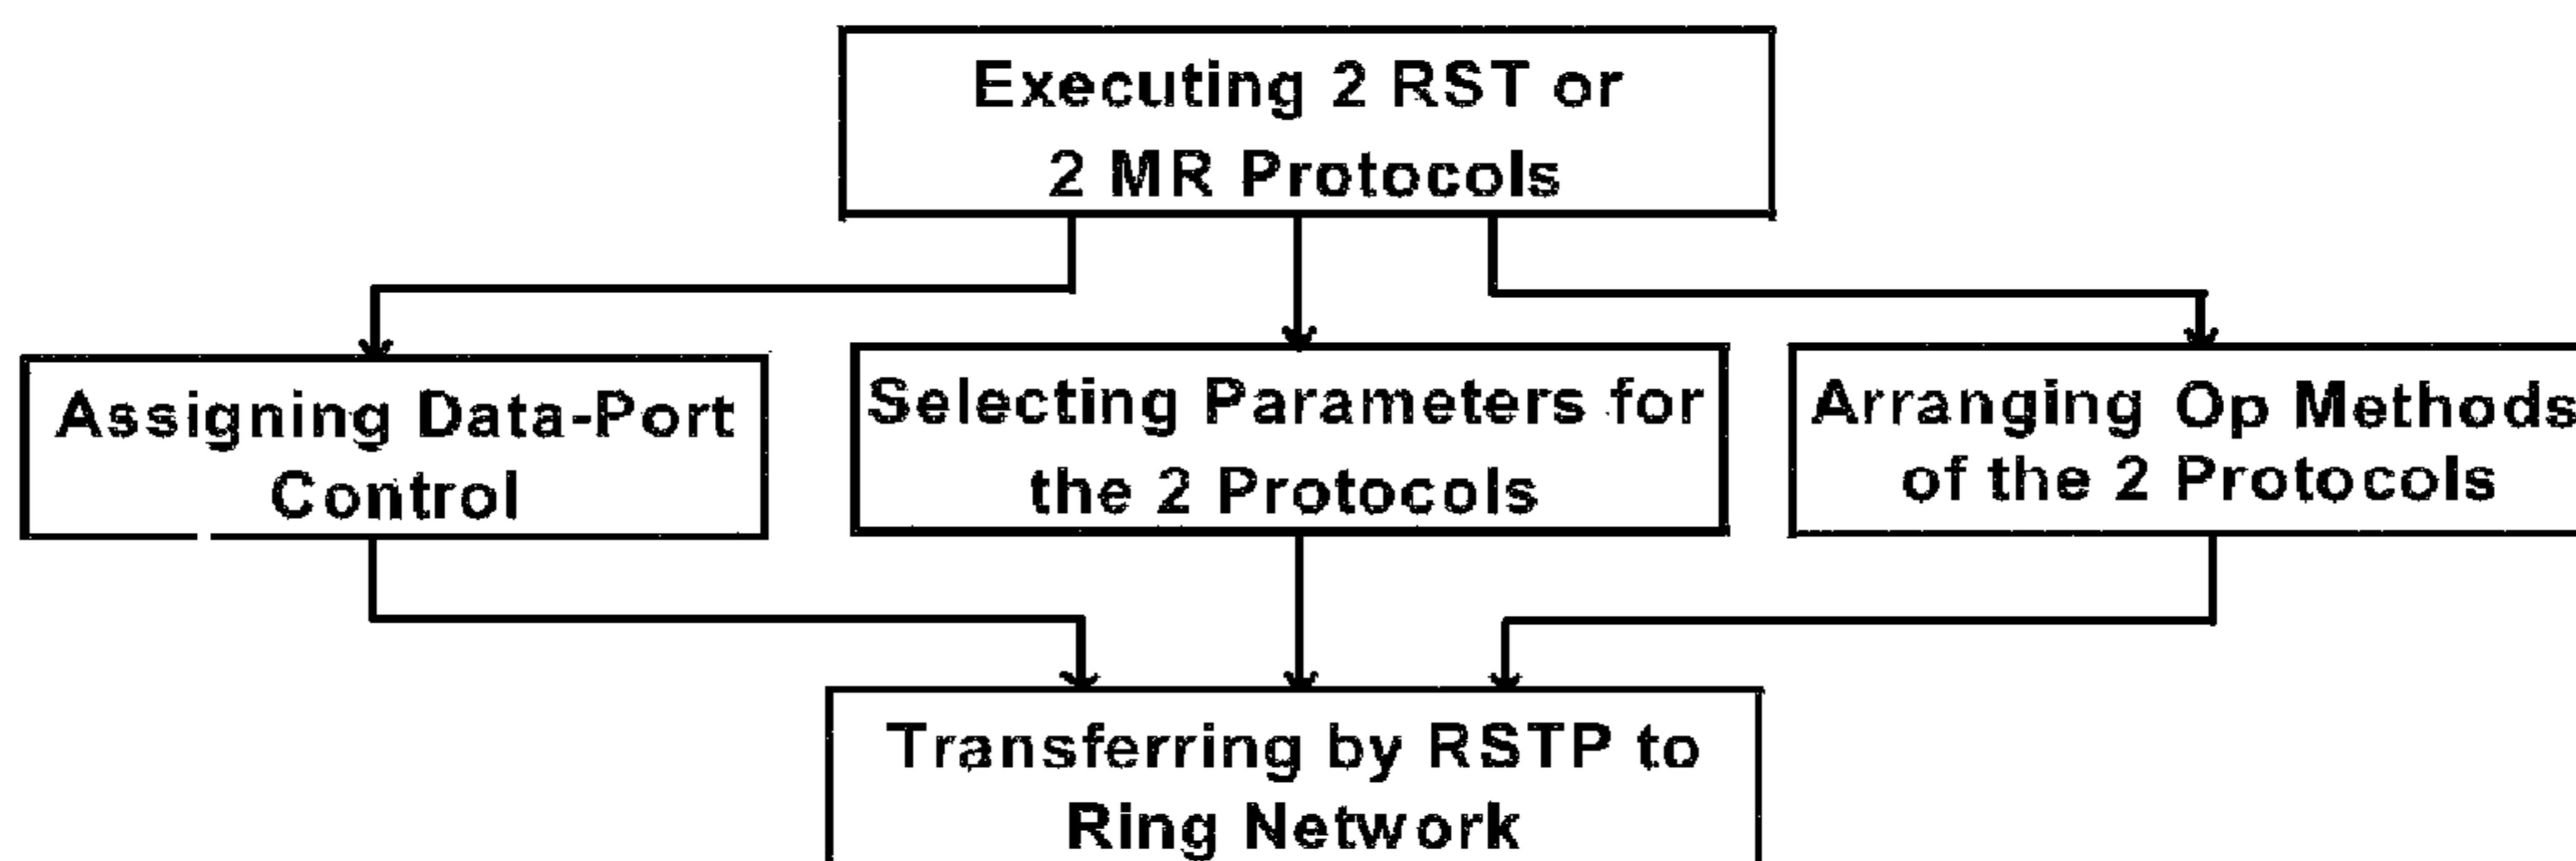 Executing 2 RST or
2 MR Protocols
Assigning Data-Port
Control
Selecting Parameters for
the 2 Protocols
Arranging Op Methods
of the 2 Protocols
Transferring by RSTP to
Ring Network